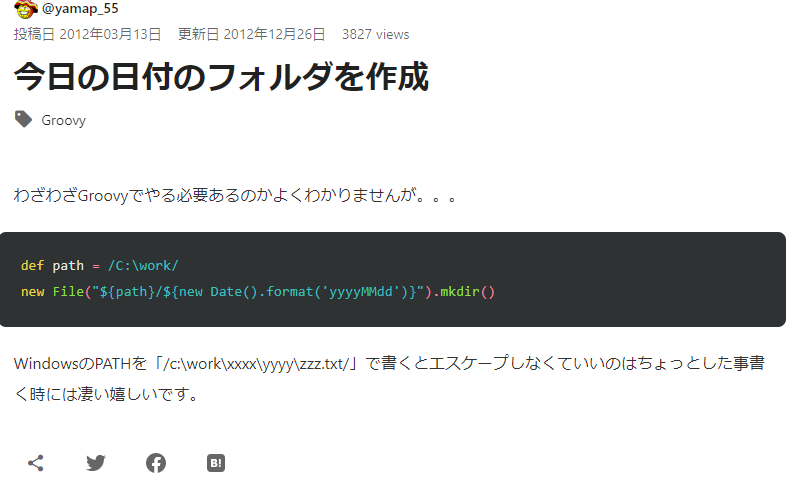 @yamap_55
投稿日 2012年03月13日 更新日 2012年12月26日 3827 views
今日の日付のフォルダを作成
Groovy
わざわざGroovyでやる必要あるのかよくわかりませんが。。。
def path = /C:\work/
new File("${path}/${new Date().format('yyyyMMdd')}").mkdir()
WindowsのPATHを「/c:\work\xxxx\yyyy\zzz.txt/」で書くとエスケープしなくていいのはちょっとした事書
く時には凄い嬉しいです。
B!